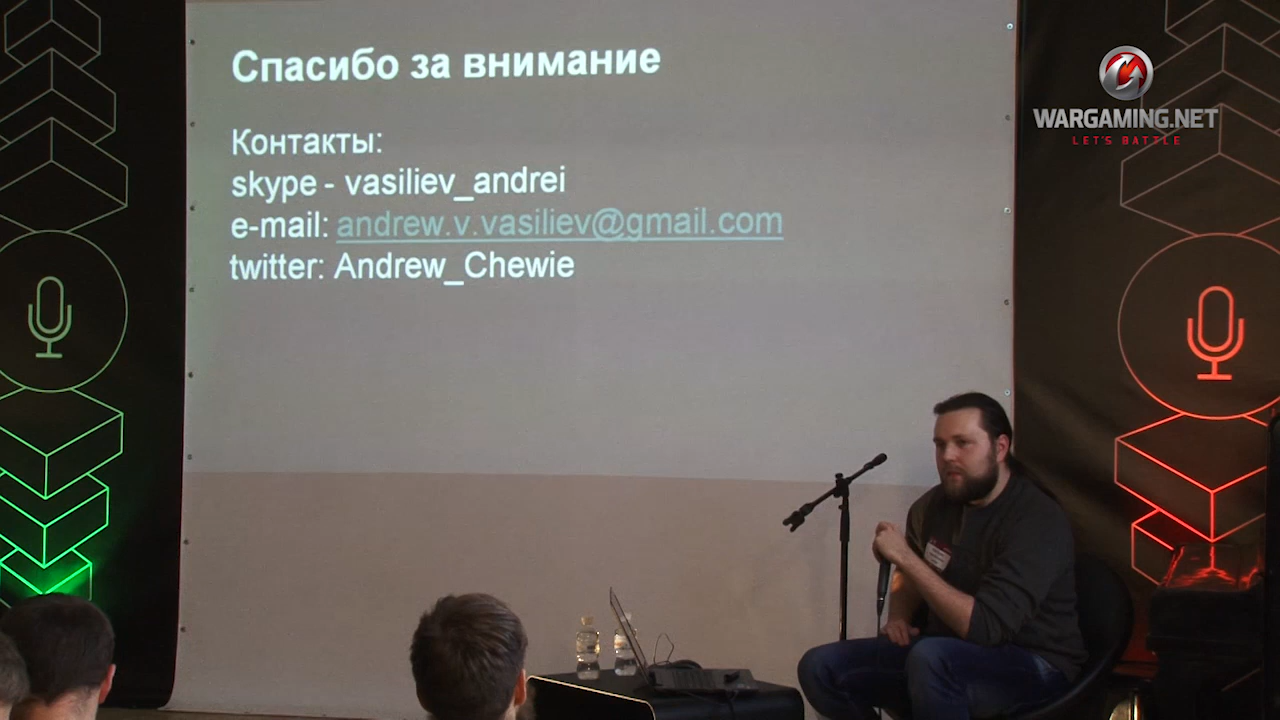 Спасибо за внимание
Контакты:
skype - vasiliev_andrei
e-mail: andrew.v.vasiliev@gmail.com
twitter: Andrew_Chewie
WARGAMING.NET
LET'S BATTLE